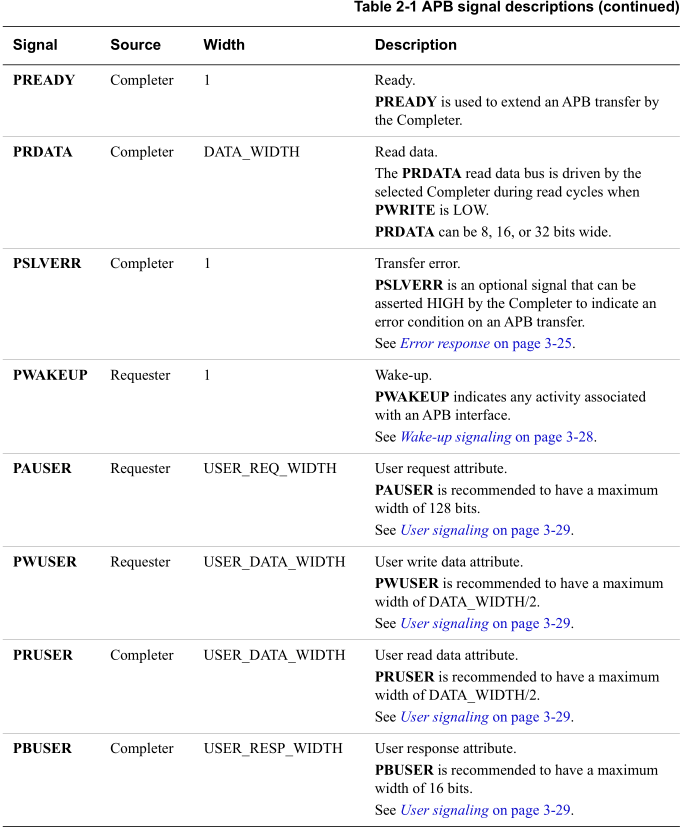 Table 2-1 APB signal descriptions (continued)
Signal Source Width Description
PREADY Completer 1 Ready.
PREADY is used to extend an APB transfer by
the Completer.
PRDATA Completer DATA_WIDTH Read data.
The PRDATA read data bus is driven by the
selected Completer during read cycles when
PWRITE is LOW.
PRDATA can be 8, 16, or 32 bits wide.
PSLVERR Completer 1 Transfer error.
PSLVERR is an optional signal that can be
asserted HIGH by the Completer to indicate an
error condition on an APB transfer.
See Error response on page 3-25.
PWAKEUP Requester 1 Wake-up.
PWAKEUP indicates any activity associated
with an APB interface.
See Wake-up signaling on page 3-28.
PAUSER Requester USER_REQ_WIDTH User request attribute.
PAUSER is recommended to have a maximum
width of 128 bits.
See User signaling on page 3-29.
PWUSER Requester USER_DATA_WIDTH User write data attribute.
PWUSER is recommended to have a maximum
width of DATA_WIDTH/2.
See User signaling on page 3-29.
PRUSER Completer USER_DATA_WIDTH User read data attribute.
PRUSER is recommended to have a maximum
width of DATA_WIDTH/2.
See User signaling on page 3-29.
PBUSER Completer USER_RESP_WIDTH User response attribute.
PBUSER is recommended to have a maximum
width of 16 bits.
See User signaling on page 3-29.